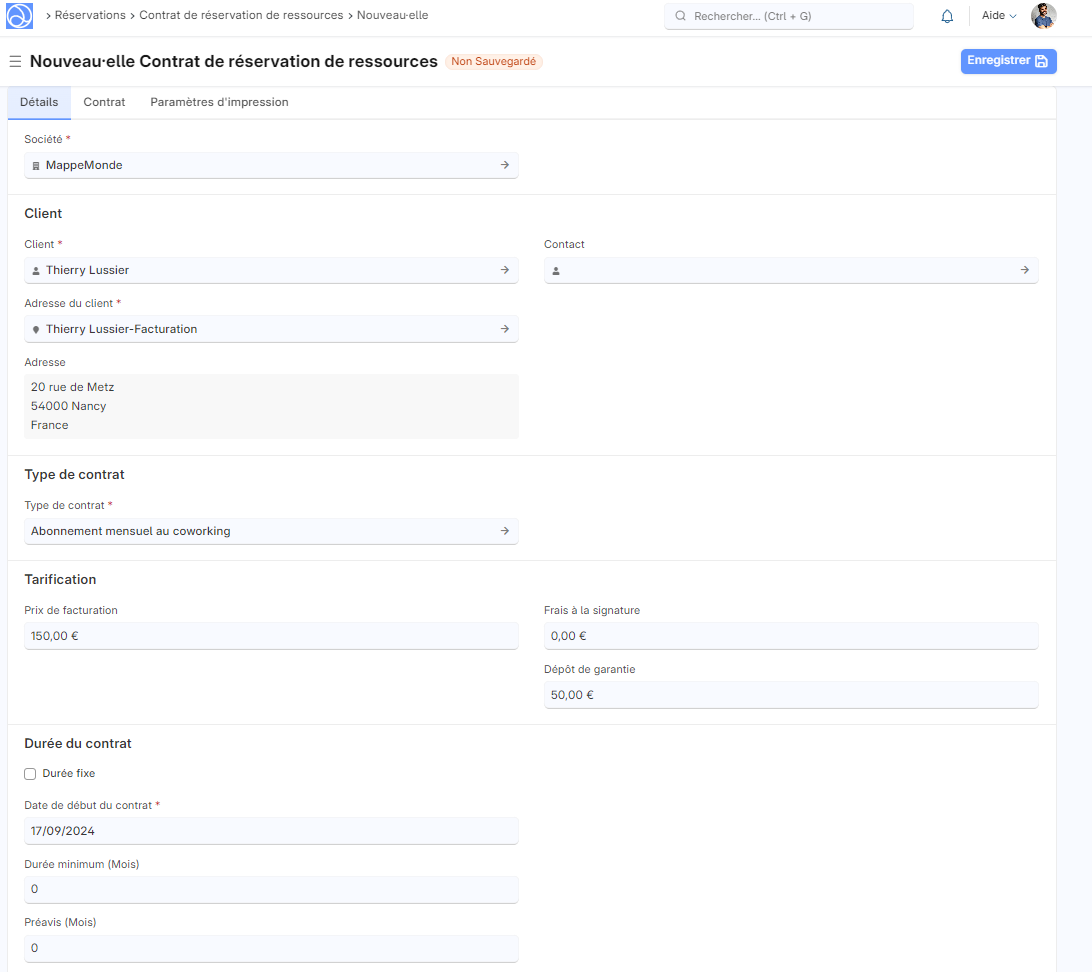 › Réservations › Contrat de réservation de ressources › Nouveau·elle
Rechercher... (Ctrl + G)
Aide
Nouveau·elle Contrat de réservation de ressources
Non Sauvegardé
Enregistrer
Détails
Contrat
Paramètres d'impression
Société *
MappeMonde
Client
Client *
Thierry Lussier
Contact
Adresse du client *
Thierry Lussier-Facturation
Adresse
20 rue de Metz
54000 Nancy
France
Type de contrat
Type de contrat *
Abonnement mensuel au coworking
Tarification
Prix de facturation
150,00 €
Frais à la signature
0,00 €
Dépôt de garantie
50,00 €
Durée du contrat
Durée fixe
Date de début du contrat *
17/09/2024
Durée minimum (Mois)
0
Préavis (Mois)
0